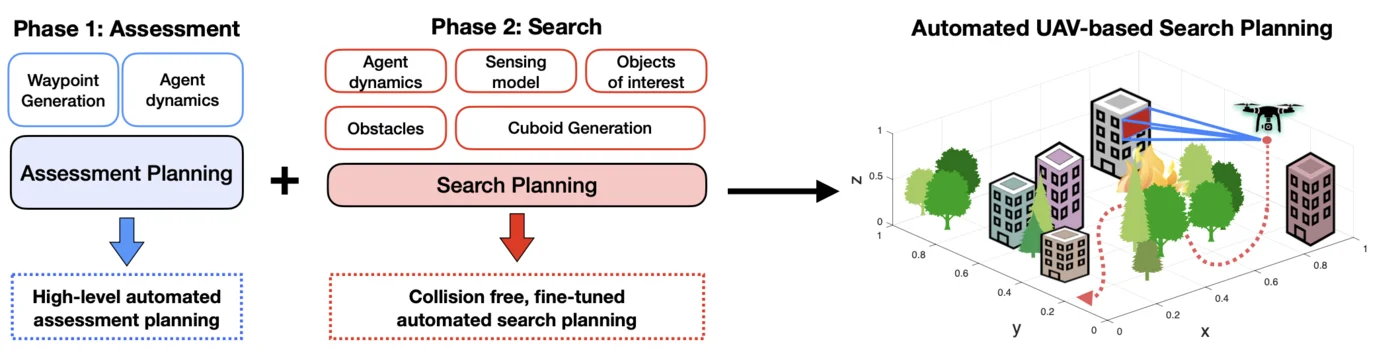 Phase 1: Assessment
Waypoint
Generation
Agent
dynamics
Assessment Planning
High-level automated
assessment planning
+
Phase 2: Search
Agent
dynamics
Sensing
model
Objects
of interest
Obstacles
Cuboid Generation
Search Planning
Collision free, fine-tuned
automated search planning
Automated UAV-based Search Planning
1
0.5
0
z
1
0.8
0.6
0.4
0.2
0
y
0
0.2
0.4
0.6
0.8
1
x